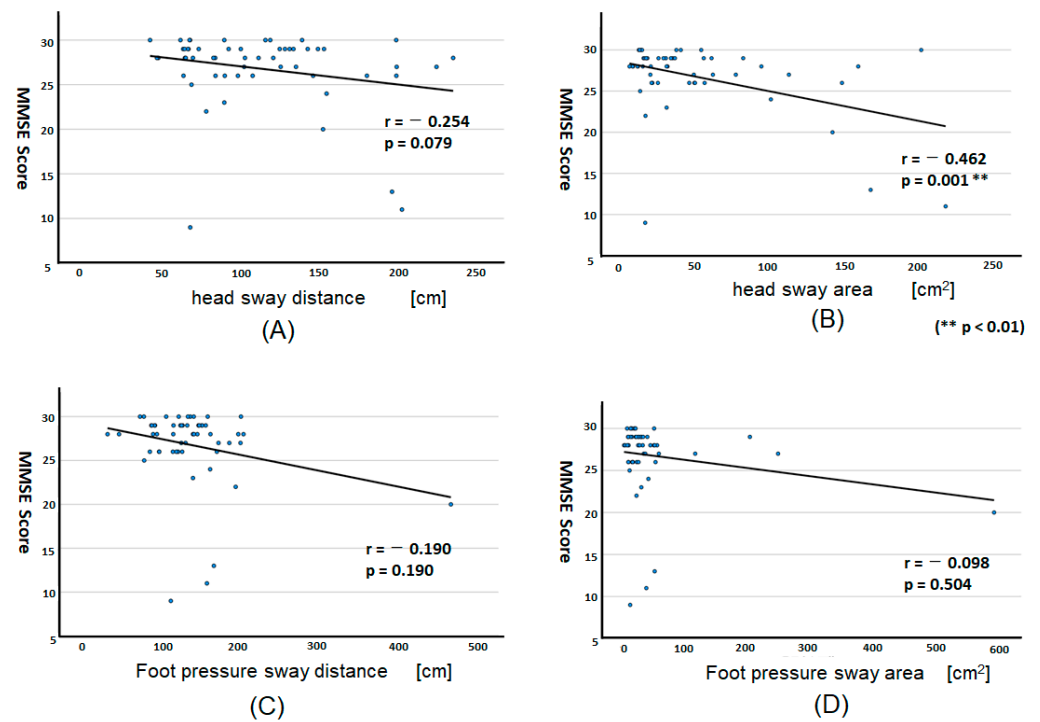 MMSE Score
30
25
20
15
10
5
0
50
100
150
200
250
r = − 0.254
p = 0.079
head sway distance [cm]
(A)
MMSE Score
30
25
20
15
10
5
0
50
100
150
200
250
r = − 0.462
p = 0.001 **
head sway area [cm²]
(B)
(** p < 0.01)
MMSE Score
30
25
20
15
10
5
0
100
200
300
400
500
r = − 0.190
p = 0.190
Foot pressure sway distance [cm]
(C)
MMSE Score
30
25
20
15
10
5
0
100
200
300
400
500
600
r = − 0.098
p = 0.504
Foot pressure sway area [cm²]
(D)